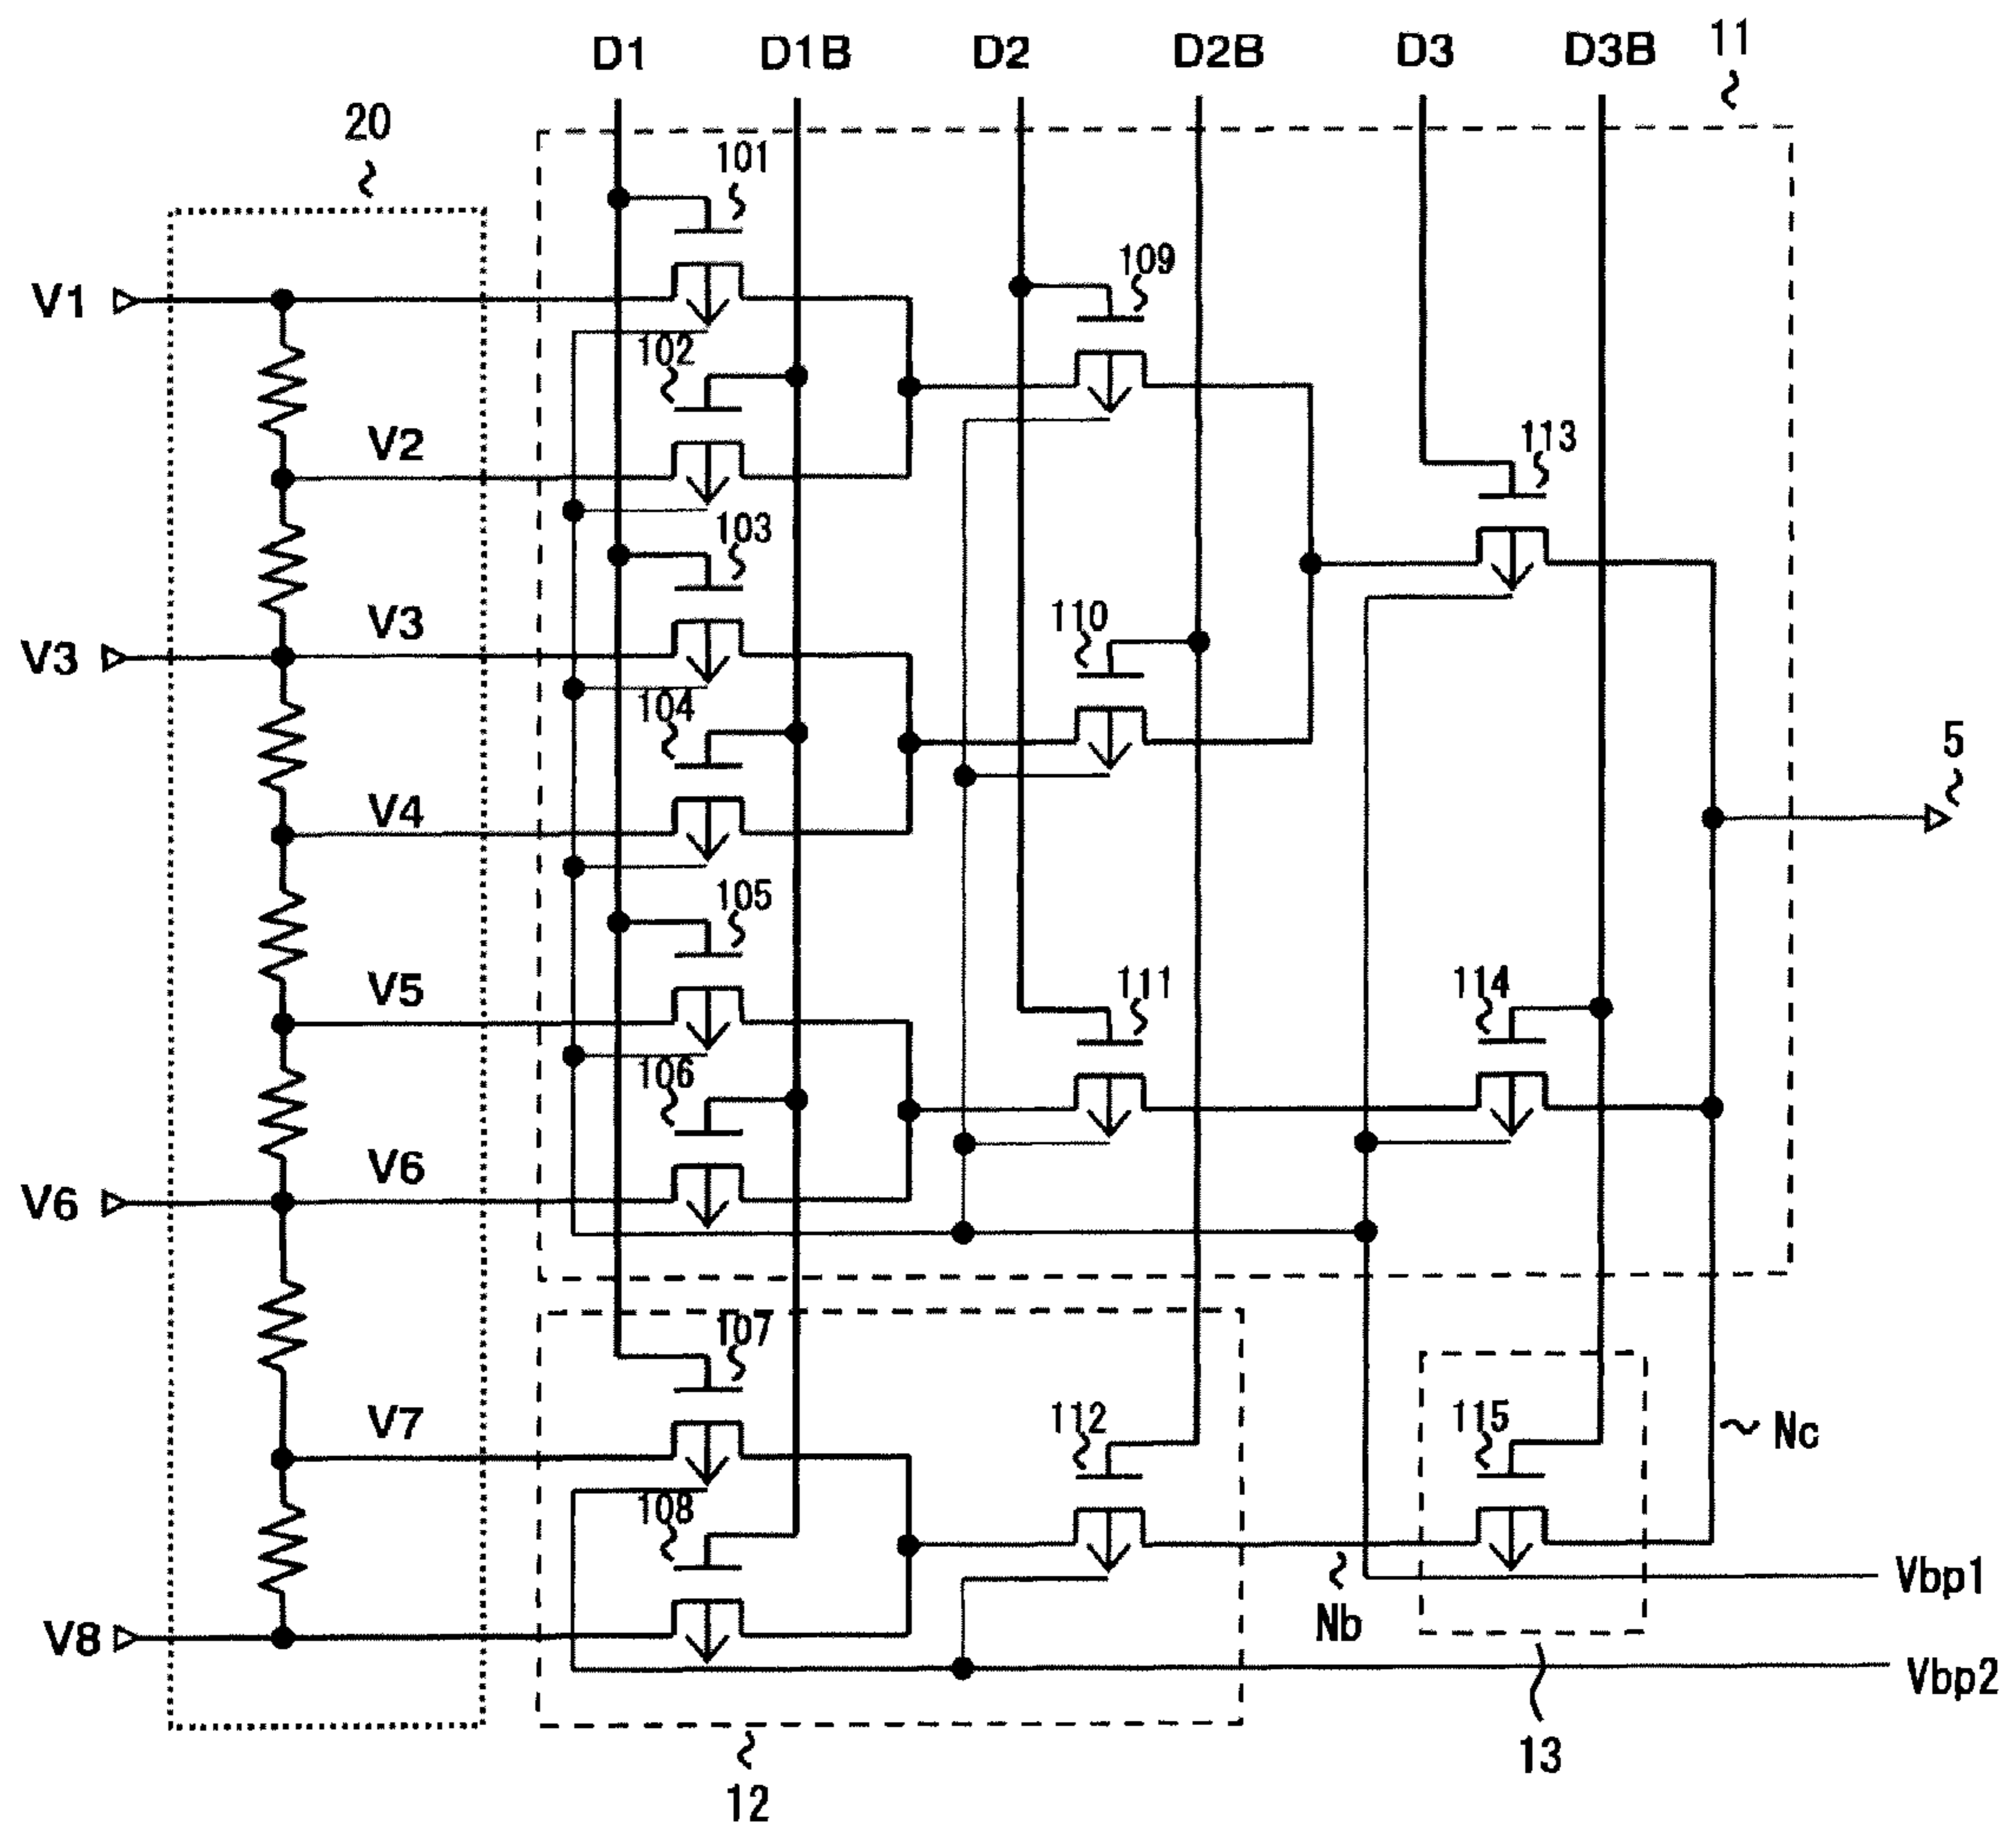 D1 D1B D2 D2B D3 D3B 11
20
101
109
V1
102
113
V2
103
110
V3 V3
104
5
V4
105
111 114
V5
106
V6 V6
107
112 115
V7
Nc
108
Vbp1
Nb
V8
Vbp2
13
12